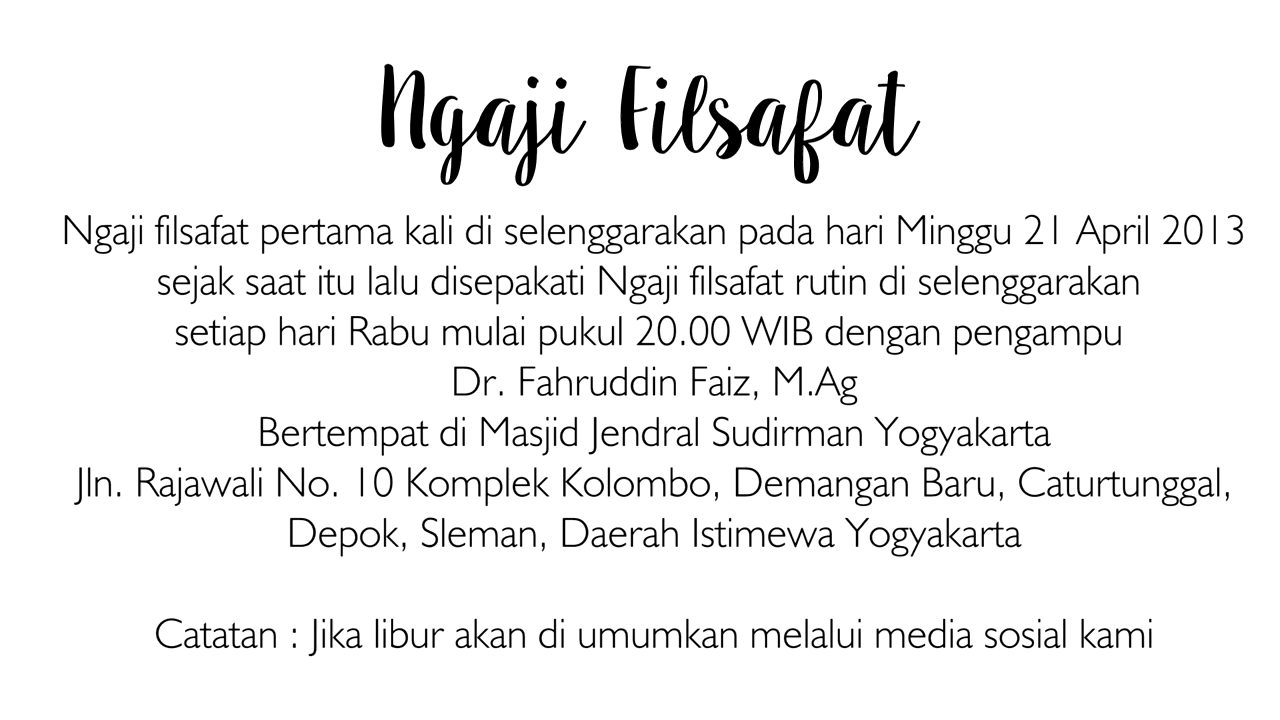 Ngaji Filsafat
Ngaji filsafat pertama kali di selenggarakan pada hari Minggu 21 April 2013
sejak saat itu lalu disepakati Ngaji filsafat rutin di selenggarakan
setiap hari Rabu mulai pukul 20.00 WIB dengan pengampu
Dr. Fahruddin Faiz, M.Ag
Bertempat di Masjid Jendral Sudirman Yogyakarta
Jln. Rajawali No. 10 Komplek Kolombo, Demangan Baru, Caturtunggal,
Depok, Sleman, Daerah Istimewa Yogyakarta
Catatan : Jika libur akan di umumkan melalui media sosial kami